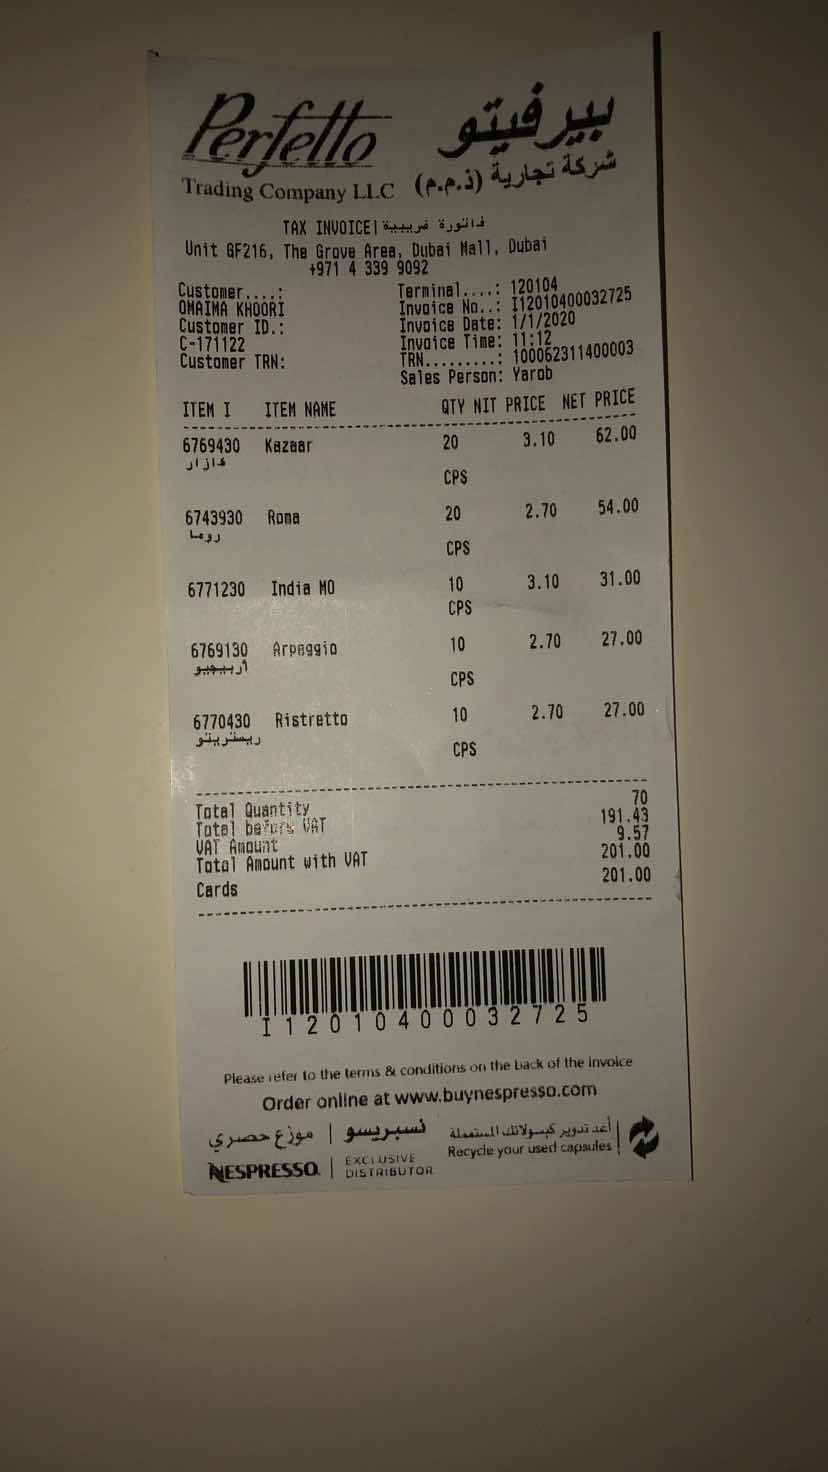 Perfetto بيرفيتو
Trading Company LLC شركة تجارية (ذ.م.م)
TAX INVOICE| فاتورة ضريبية
Unit GF216, The Grove Area, Dubai Mall, Dubai
+971 4 339 9092
Customer....: Terminal....: 120104
OMAIMA KHOORI Invoice No..: I12010400032725
Customer ID.: Invoice Date: 1/1/2020
C-171122 Invoice Time: 11:12
Customer TRN: TRN.........: 100062311400003
Sales Person: Yarob
ITEM I ITEM NAME QTY NIT PRICE NET PRICE
6769430 Kazaar 20 3.10 62.00
كازار
CPS
6743930 Roma 20 2.70 54.00
روما
CPS
6771230 India MO 10 3.10 31.00
CPS
6769130 Arpeggio 10 2.70 27.00
اربيجيو
CPS
6770430 Ristretto 10 2.70 27.00
ريستريتو
CPS
Total Quantity 70
Total before VAT 191.43
VAT Amount 9.57
Total Amount with VAT 201.00
Cards 201.00
I12010400032725
Please refer to the terms & conditions on the back of the invoice
Order online at www.buynespresso.com
نسبريسو | موزع حصري
أعد تدوير كبسولاتك المستعملة
NESPRESSO. | EXCLUSIVE DISTRIBUTOR
Recycle your used capsules